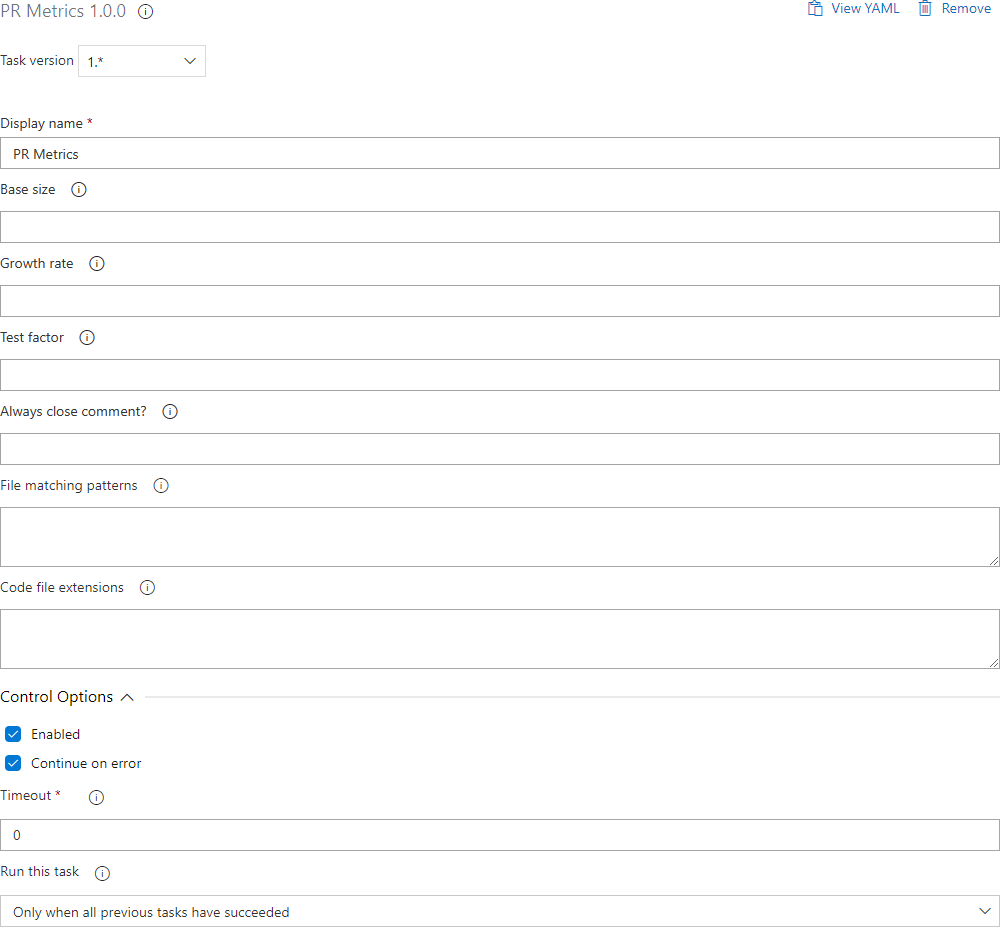 PR Metrics 1.0.0
View YAML
Remove
Task version
1.*
Display name *
PR Metrics
Base size
Growth rate
Test factor
Always close comment?
File matching patterns
Code file extensions
Control Options
Enabled
Continue on error
Timeout *
0
Run this task
Only when all previous tasks have succeeded